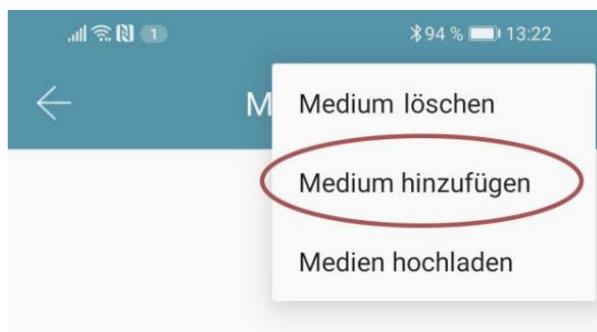 1
94 % 13:22
M
Medium löschen
Medium hinzufügen
Medien hochladen